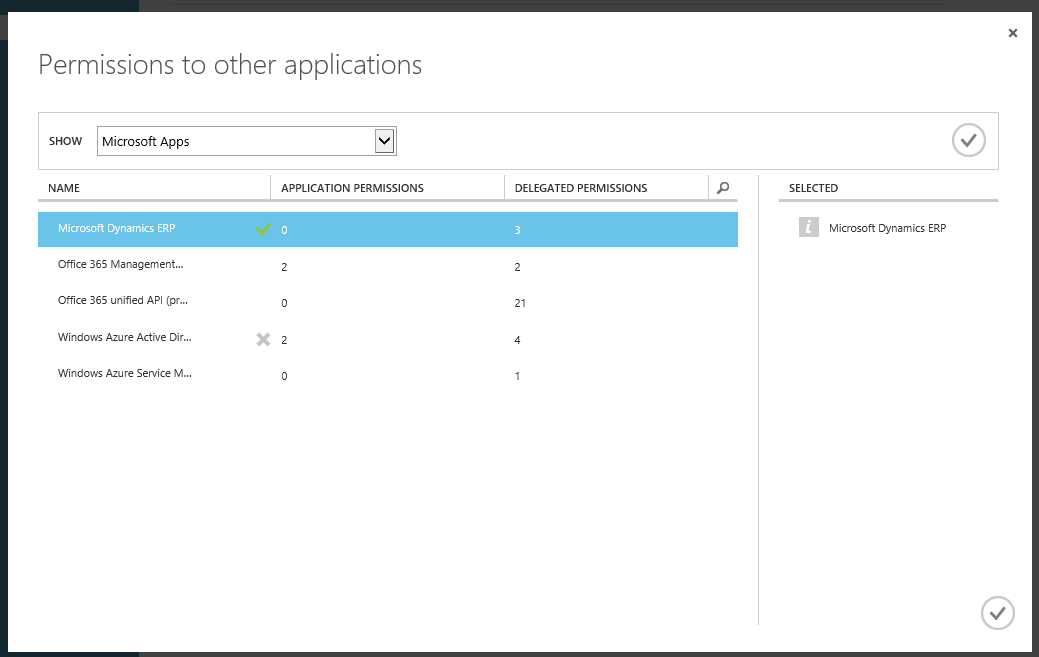 Permissions to other applications
SHOW Microsoft Apps
NAME APPLICATION PERMISSIONS DELEGATED PERMISSIONS SELECTED
Microsoft Dynamics ERP 0 3 i Microsoft Dynamics ERP
Office 365 Management... 2 2
Office 365 unified API (pr... 0 21
Windows Azure Active Dir... 2 4
Windows Azure Service M... 0 1